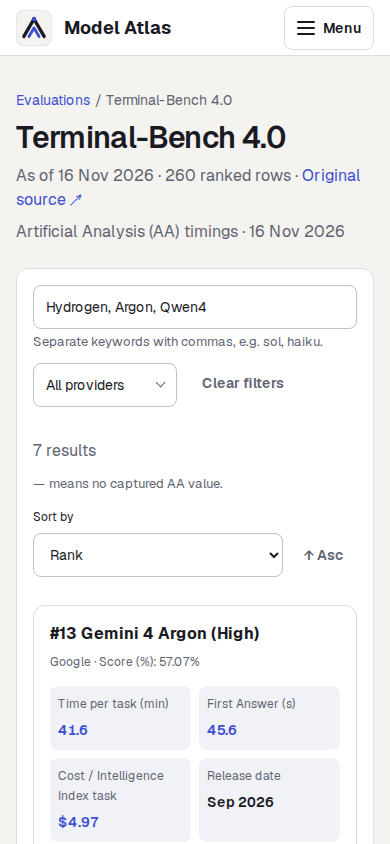 Model Atlas
Menu
Evaluations / Terminal-Bench 4.0
Terminal-Bench 4.0
As of 16 Nov 2026 · 260 ranked rows · Original
source ↗
Artificial Analysis (AA) timings · 16 Nov 2026
Hydrogen, Argon, Qwen4
Separate keywords with commas, e.g. sol, haiku.
All providers
Clear filters
7 results
— means no captured AA value.
Sort by
Rank
↑ Asc
#13 Gemini 4 Argon (High)
Google · Score (%): 57.07%
Time per task (min)
41.6
First Answer (s)
45.6
Cost / Intelligence
Index task
$4.97
Release date
Sep 2026